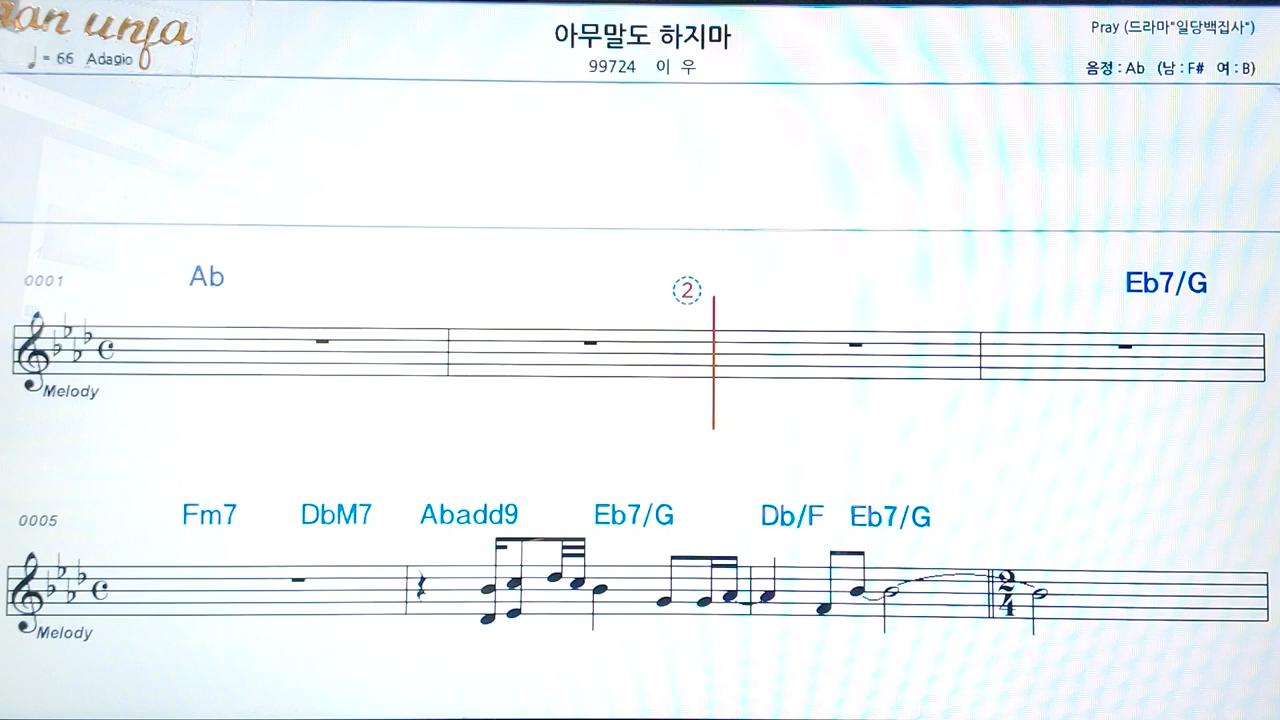 ♩ = 66 Adagio
아무말도 하지마
99724 이 우
Pray (드라마"일당백집사")
음정 : Ab (남 : F# 여 : B)
0001 Ab ② Eb7/G
Melody
0005 Fm7 DbM7 Abadd9 Eb7/G Db/F Eb7/G
2
4
Melody